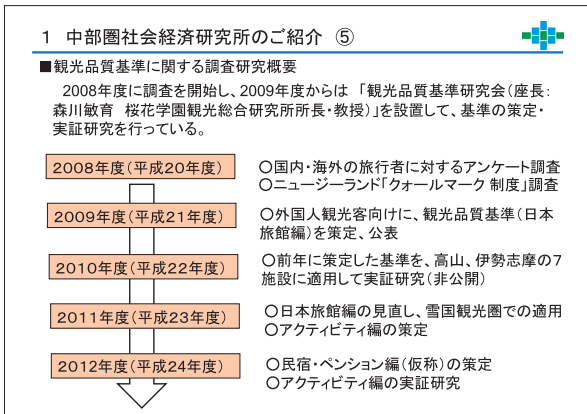 1 中部圏社会経済研究所のご紹介 ⑤
■観光品質基準に関する調査研究概要
2008年度に調査を開始し、2009年度からは 「観光品質基準研究会(座長:
森川敏育 桜花学園観光総合研究所所長・教授)」を設置して、基準の策定・
実証研究を行っている。
2008年度(平成20年度)
○国内・海外の旅行者に対するアンケート調査
○ニュージーランド「クォールマーク 制度」調査
2009年度(平成21年度)
○外国人観光客向けに、観光品質基準(日本
旅館編)を策定、公表
2010年度(平成22年度)
○前年に策定した基準を、高山、伊勢志摩の7
施設に適用して実証研究(非公開)
2011年度(平成23年度)
○日本旅館編の見直し、雪国観光圏での適用
○アクティビティ編の策定
2012年度(平成24年度)
○民宿・ペンション編(仮称)の策定
○アクティビティ編の実証研究